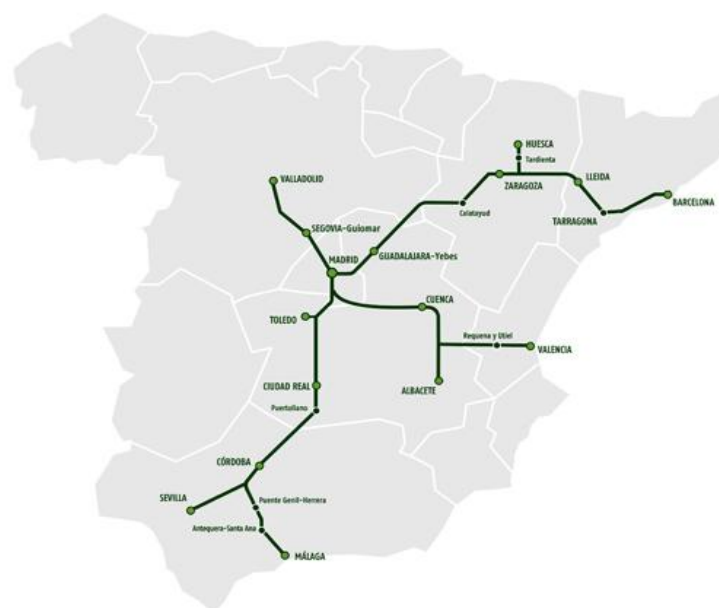 HUESCA
Tardienta
VALLADOLID
ZARAGOZA
LLEIDA
BARCELONA
Calatayud
TARRAGONA
SEGOVIA-Guiomar
MADRID
GUADALAJARA-Yebes
CUENCA
TOLEDO
Requena y Utiel
VALENCIA
CIUDAD REAL
ALBACETE
Puertollano
CÓRDOBA
SEVILLA
Puente Genil-Herrera
Antequera-Santa Ana
MÁLAGA